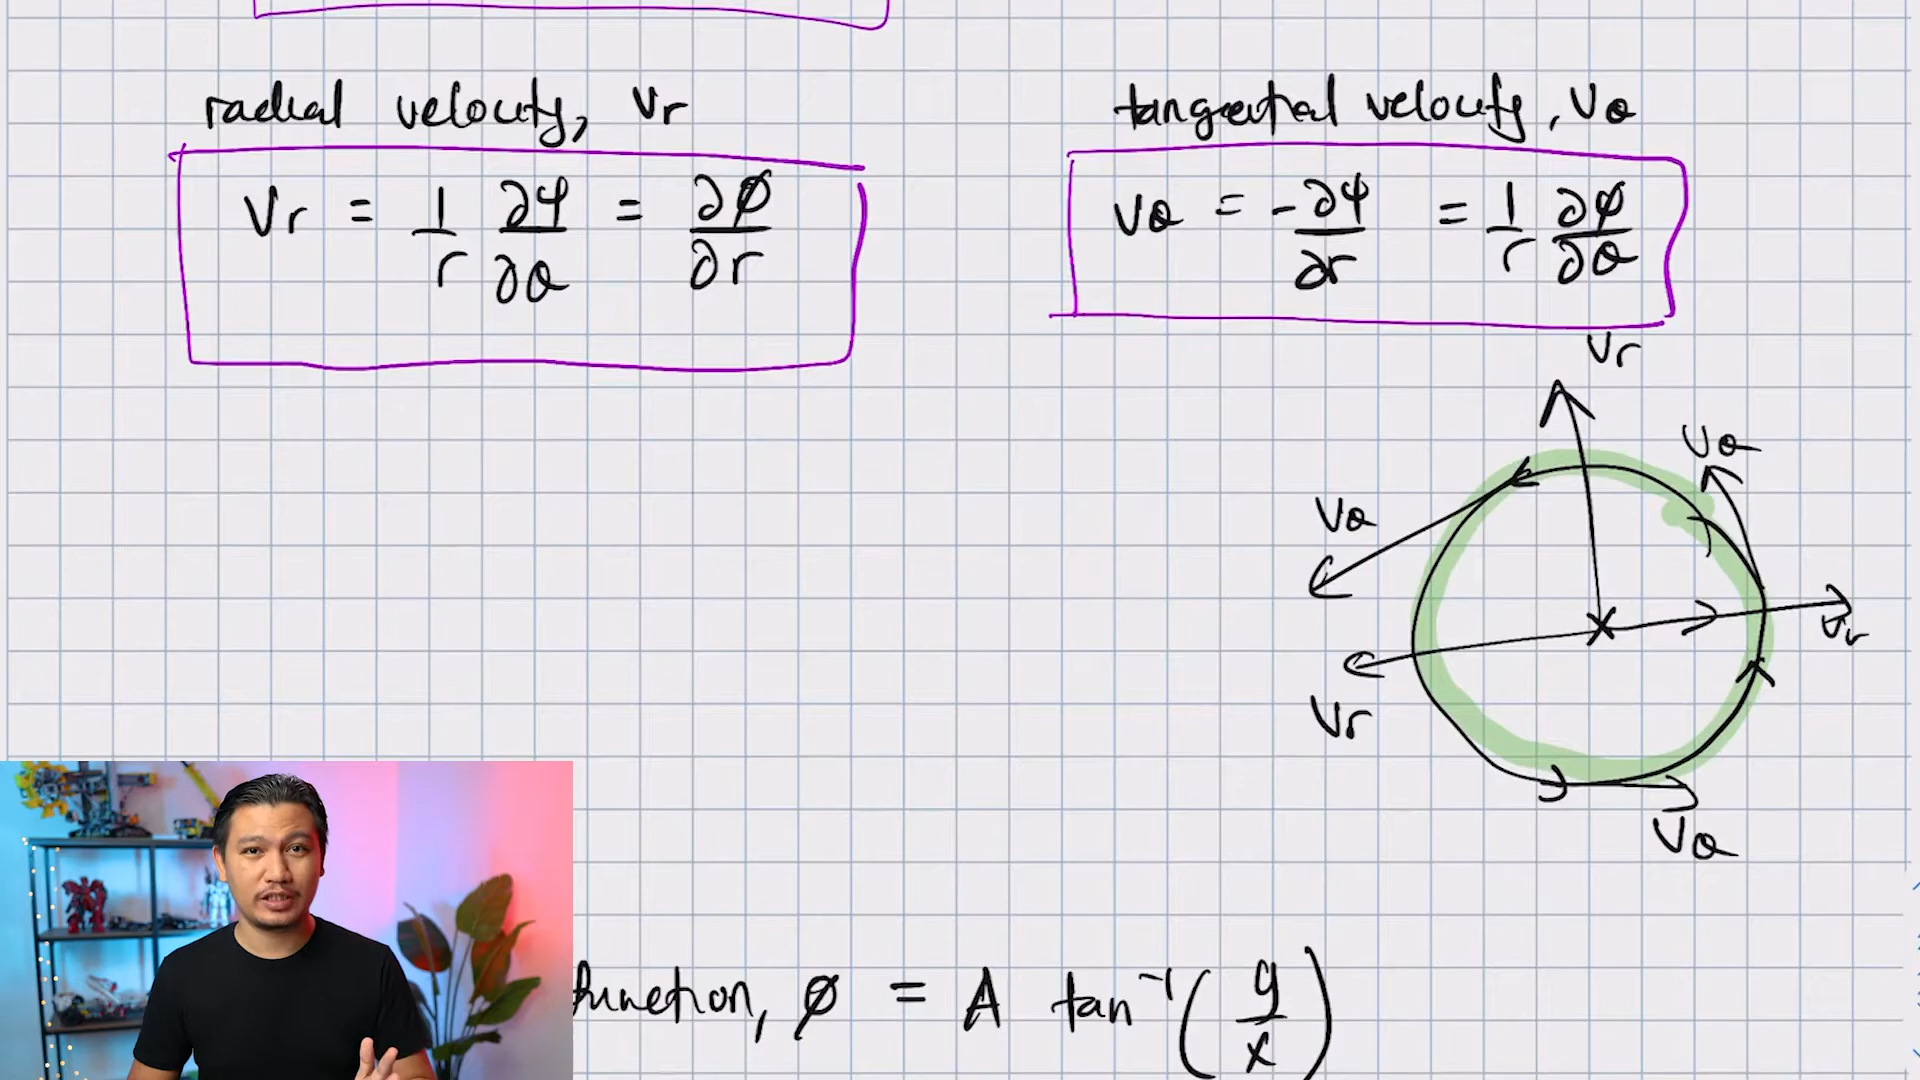 radial velocity, Vr
Vr = 1/r ∂ψ/∂θ = ∂φ/∂r
tangential velocity, Vθ
Vθ = -∂ψ/∂r = 1/r ∂φ/∂θ
Vr
Vθ
Vθ
Vr
Vr
Vθ
function, φ = A tan⁻¹(y/x)